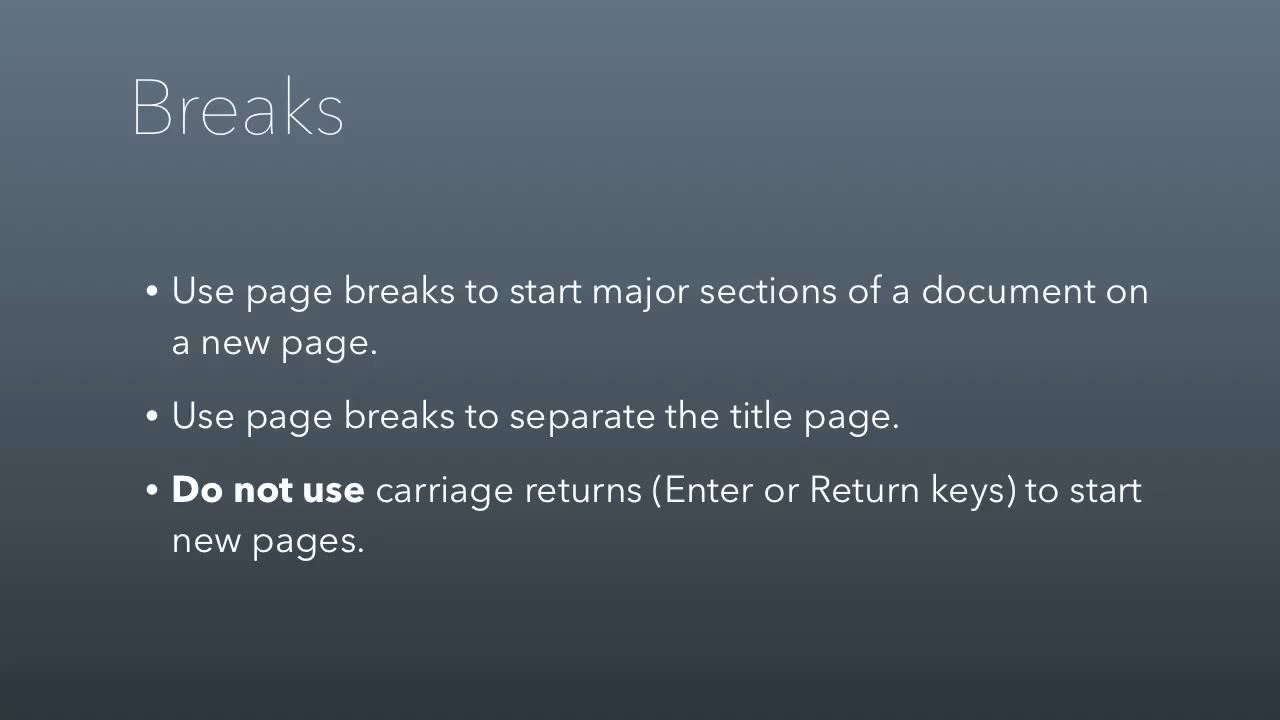 Breaks
• Use page breaks to start major sections of a document on
a new page.
• Use page breaks to separate the title page.
• Do not use carriage returns (Enter or Return keys) to start
new pages.